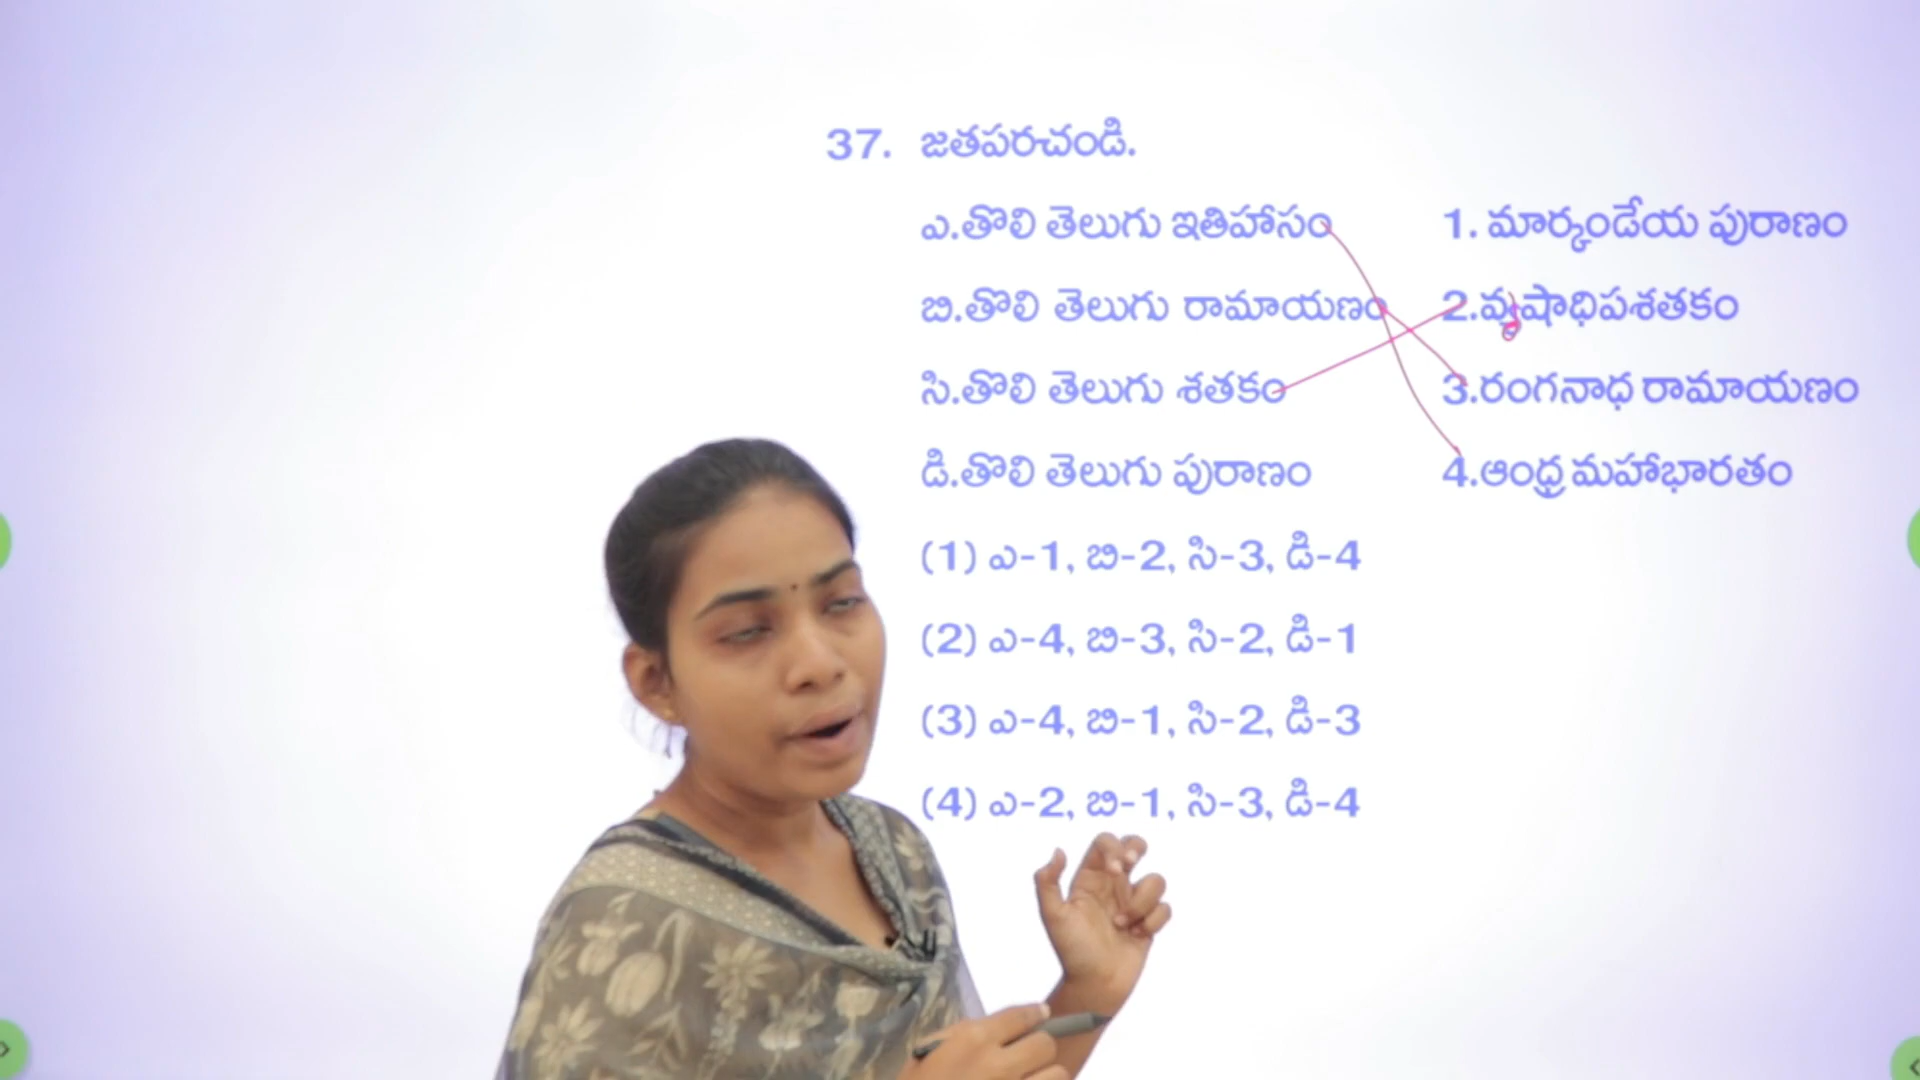 37. జతపరచండి.
ఎ.తొలి తెలుగు ఇతిహాసం 1. మార్కండేయ పురాణం
బి.తొలి తెలుగు రామాయణం 2.వృషాధిపశతకం
సి.తొలి తెలుగు శతకం 3.రంగనాధ రామాయణం
డి.తొలి తెలుగు పురాణం 4.ఆంధ్ర మహాభారతం
(1) ఎ-1, బి-2, సి-3, డి-4
(2) ఎ-4, బి-3, సి-2, డి-1
(3) ఎ-4, బి-1, సి-2, డి-3
(4) ఎ-2, బి-1, సి-3, డి-4